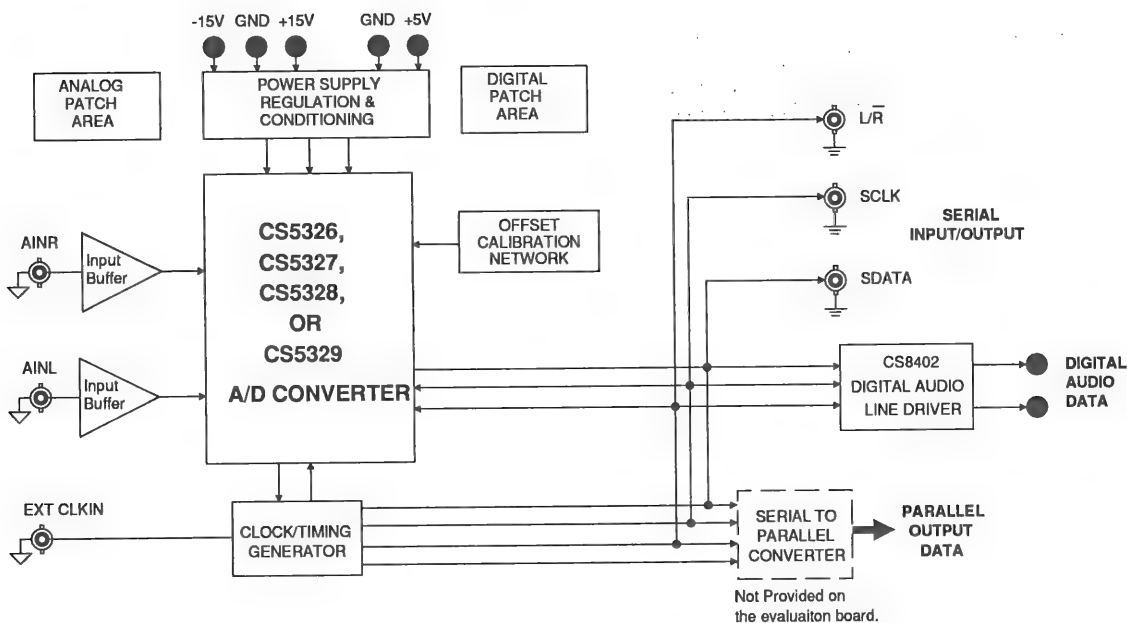 -15V GND +15V GND +5V
ANALOG
PATCH
AREA
POWER SUPPLY
REGULATION &
CONDITIONING
DIGITAL
PATCH
AREA
L/R̅
SCLK
SERIAL
INPUT/OUTPUT
SDATA
AINR
Input
Buffer
CS5326,
CS5327,
CS5328,
OR
CS5329
A/D CONVERTER
OFFSET
CALIBRATION
NETWORK
AINL
Input
Buffer
CS8402
DIGITAL AUDIO
LINE DRIVER
DIGITAL
AUDIO
DATA
EXT CLKIN
CLOCK/TIMING
GENERATOR
SERIAL TO
PARALLEL
CONVERTER
PARALLEL
OUTPUT
DATA
Not Provided on
the evaluaiton board.